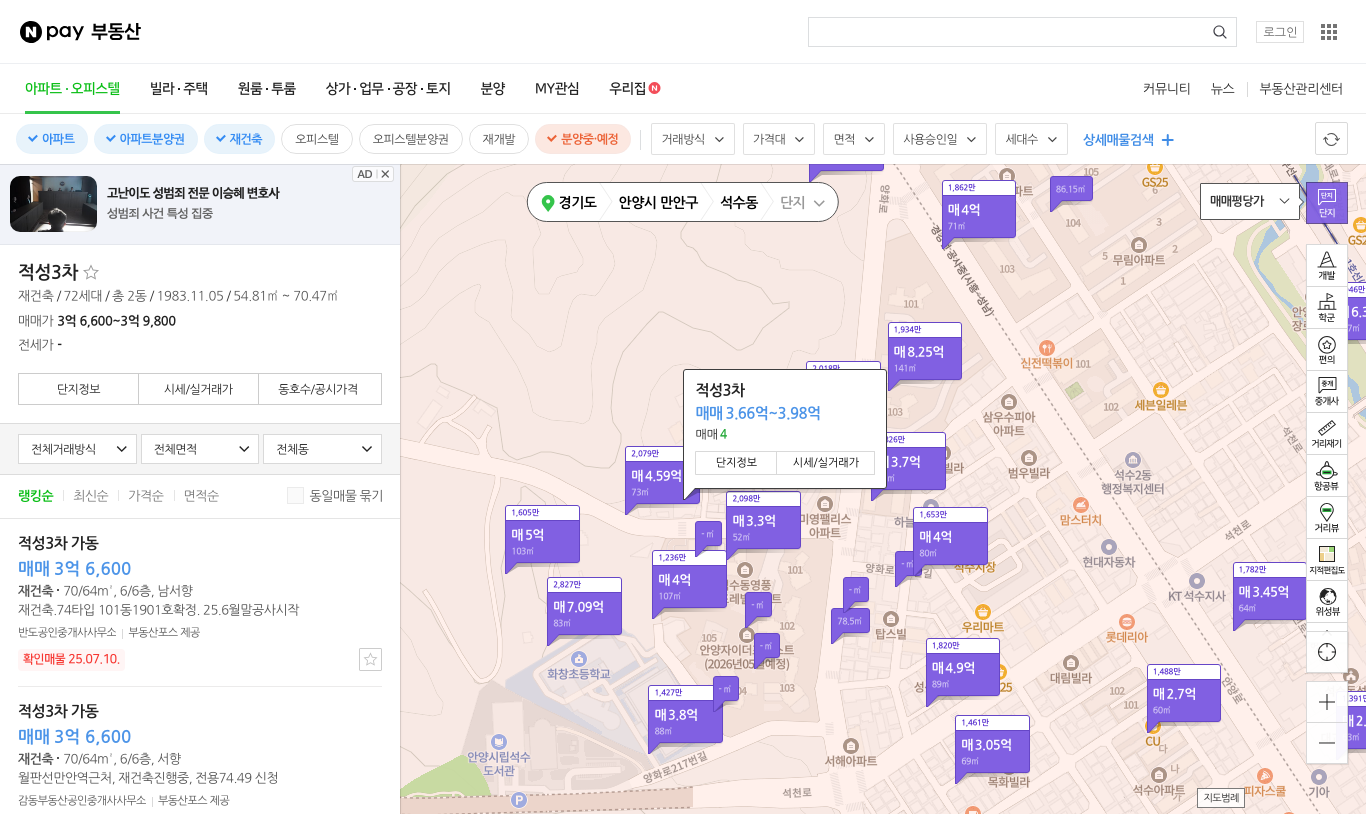 N pay 부동산
로그인
아파트·오피스텔 빌라·주택 원룸·투룸 상가·업무·공장·토지 분양 MY관심 우리집 N
커뮤니티 뉴스 부동산관리센터
아파트 아파트분양권 재건축 오피스텔 오피스텔분양권 재개발 분양중·예정
거래방식 가격대 면적 사용승인일 세대수 상세매물검색
AD
고난이도 성범죄 전문 이승혜 변호사
성범죄 사건 특성 집중
적성3차
재건축 / 72세대 / 총 2동 / 1983.11.05 / 54.81㎡ ~ 70.47㎡
매매가 3억 6,600~3억 9,800
전세가 -
단지정보 시세/실거래가 동호수/공시가격
전체거래방식 전체면적 전체동
랭킹순 최신순 가격순 면적순 동일매물 묶기
적성3차 가동
매매 3억 6,600
재건축 · 70/64㎡, 6/6층, 남서향
재건축.74타입 101동1901호확정. 25.6월말공사시작
반도공인중개사사무소 부동산포스 제공
확인매물 25.07.10.
적성3차 가동
매매 3억 6,600
재건축 · 70/64㎡, 6/6층, 서향
월판선만안역근처, 재건축진행중, 전용74.49 신청
감동부동산공인중개사사무소 부동산포스 제공
경기도 안양시 만안구 석수동 단지
매매평당가
단지
단지
개발
학군
편의
중개
중개사
거리재기
항공뷰
거리뷰
지적편집도
위성뷰
1,862만
매4억
71㎡
86.15㎡
GS25
104
3
2
5
1
무림아파트
103
양화로
101
1,934만
매8.25억
141㎡
신전떡볶이
101
102
세븐일레븐
삼우수피아
아파트
103
적성3차
매매 3.66억~3.98억
매매 4
단지정보 시세/실거래가
2,079만
매4.59억
73㎡
3.7억
범우빌라
석수2동
행정복지센터
석천로
2,098만
매3.3억
52㎡
미영팰리스
아파트
1,605만
매5억
103㎡
- ㎡
1,653만
매4억
80㎡
맘스터치
석천로
현대자동차
1,236만
매4억
107㎡
101
- ㎡
2,827만
매7.09억
83㎡
- ㎡
- ㎡
78.5㎡
탑스빌
우리마트
KT 석수지사
1,782만
매3.45억
64㎡
롯데리아
102
105
- ㎡
화창초등학교
1,820만
매4.9억
89㎡
대림빌라
안양로
- ㎡
104
103
1,427만
매3.8억
88㎡
1,488만
매2.7억
60㎡
102
101
CU
1,461만
매3.05억
69㎡
안양시립석수
도서관
서해아파트
다
나
양화로217번길
석천로
목화빌라
석수아파트
피자스쿨
기아
P
지도범례